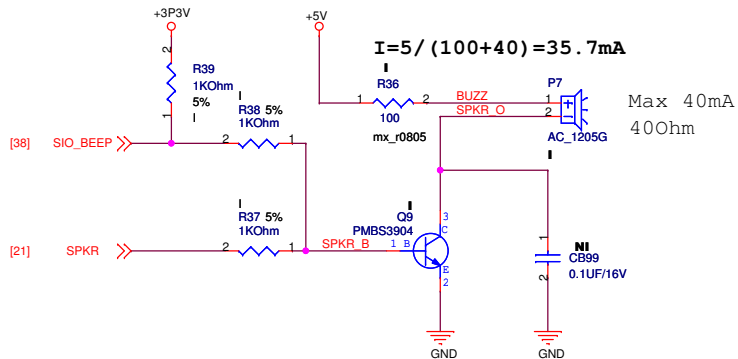 +3P3V
+5V
I=5/(100+40)=35.7mA
2
R39
1KOhm
5%
I
1
I
R36
1
2
100
mx_r0805
BUZZ
SPKR_O
P7
1
2
AC_1205G
I
Max 40mA
40Ohm
I
R38 5%
1KOhm
2
1
[38] SIO_BEEP
I
R37 5%
1KOhm
2
1
[21] SPKR
SPKR_B
I
Q9
PMBS3904
1
B
3
C
E
2
1
NI
CB99
2
0.1UF/16V
GND
GND